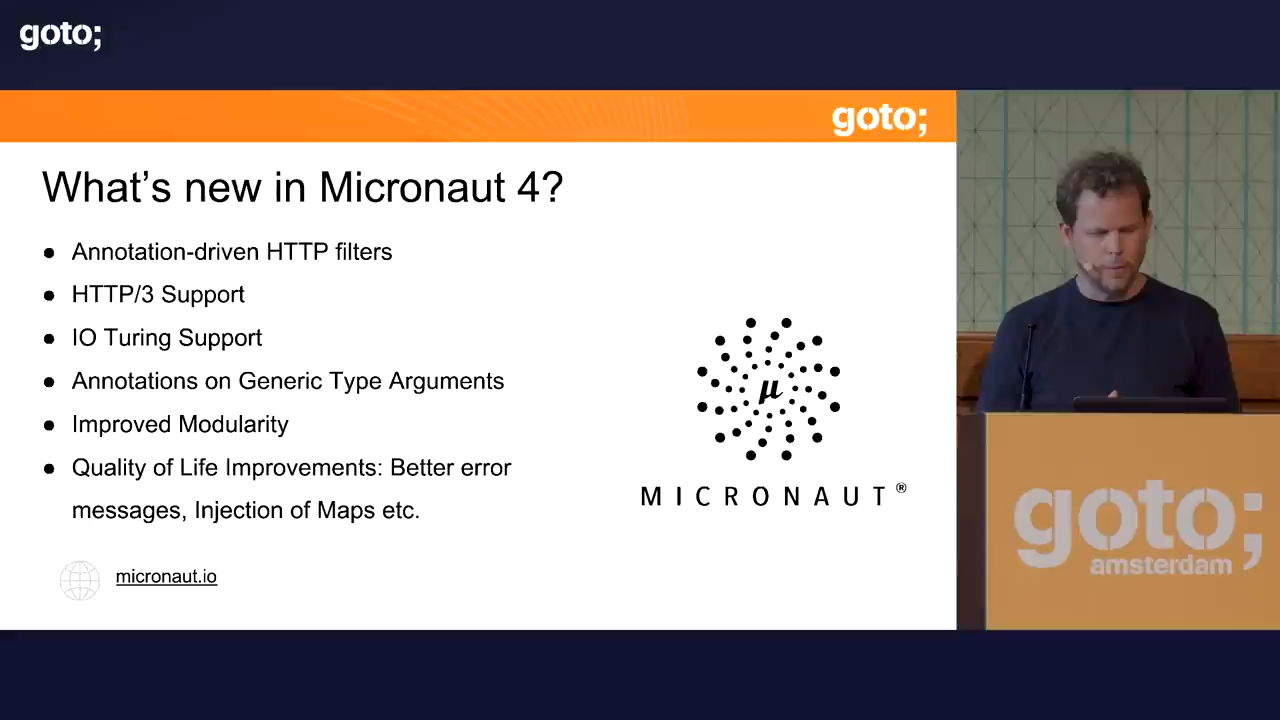 goto;
goto;
What's new in Micronaut 4?
● Annotation-driven HTTP filters
● HTTP/3 Support
● IO Turing Support
● Annotations on Generic Type Arguments
● Improved Modularity
● Quality of Life Improvements: Better error
messages, Injection of Maps etc.
μ
MICRONAUT®
micronaut.io
goto;
amsterdam